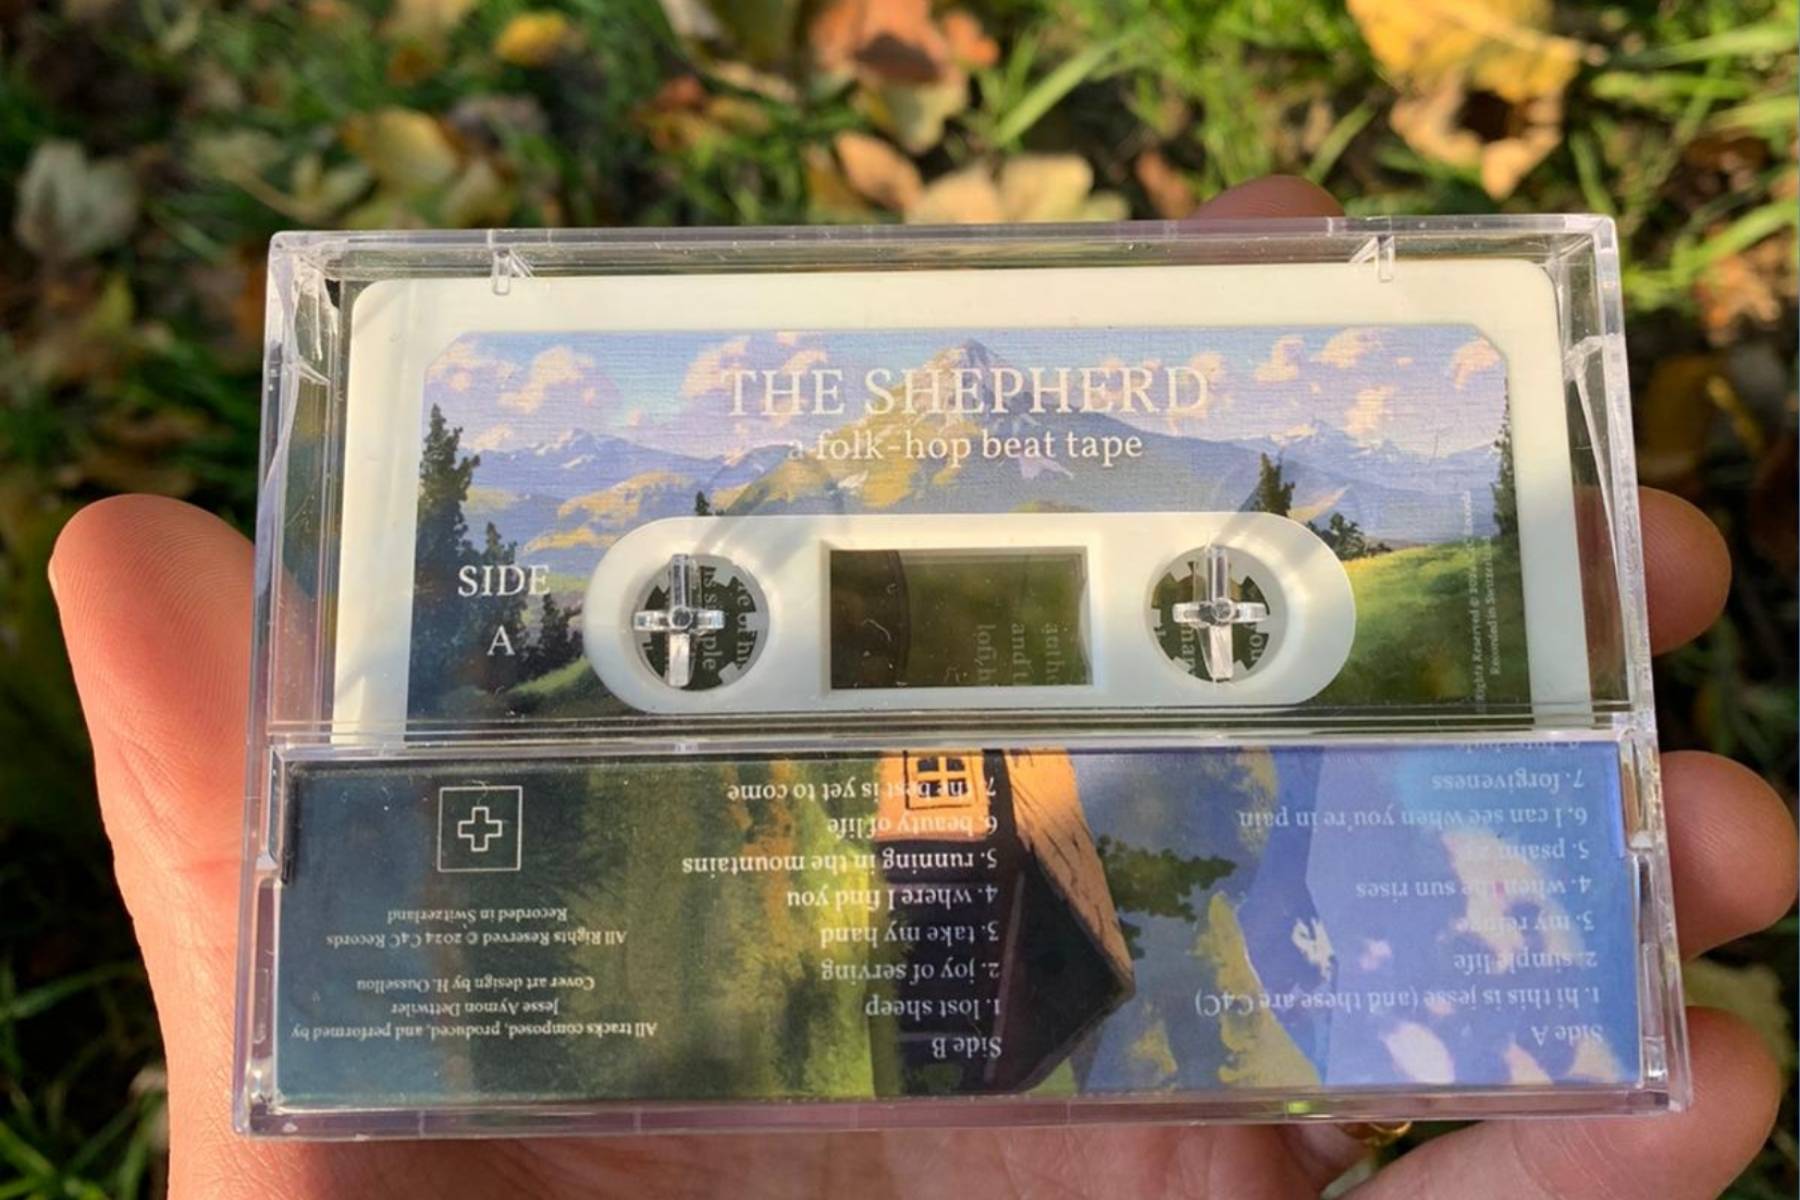 THE SHEPHERD
a folk-hop beat tape
SIDE
A
Side A
1. hi this is jesse (and these are C4C)
2. simple life
3. my refuge
4. when the sun rises
5. psalm 23
6. I can see when you're in pain
7. forgiveness
Side B
1. lost sheep
2. joy of serving
3. take my hand
4. where I find you
5. running in the mountains
6. beauty of life
7. the best is yet to come
All tracks composed, produced, and performed by
Jesse Aymon Dettwiler
Cover art design by H. Oussellou
All Rights Reserved © 2024 C4C Records
Recorded in Switzerland